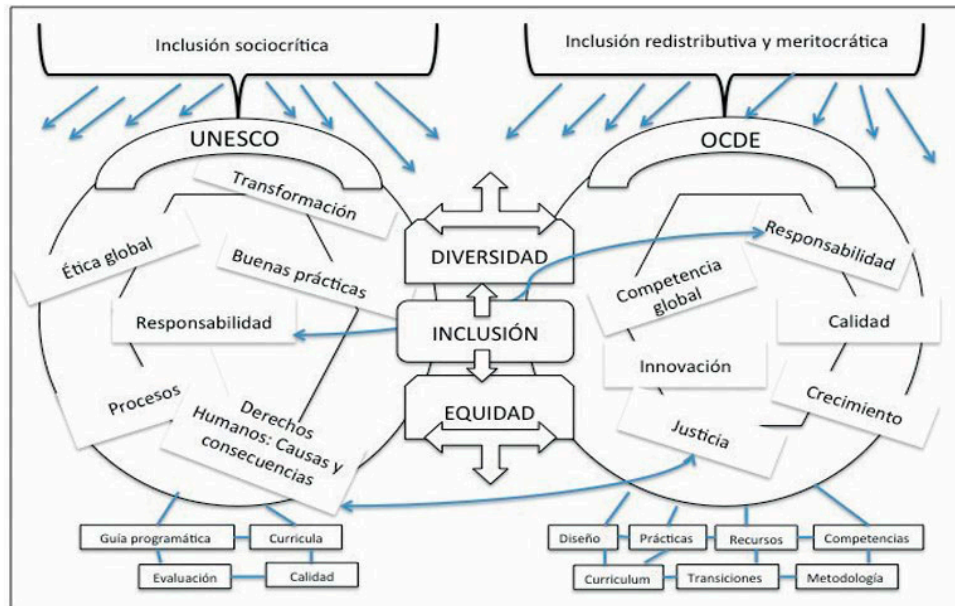 Inclusión sociocrítica
Inclusión redistributiva y meritocrática
UNESCO
OCDE
Transformación
Ética global
Buenas prácticas
Responsabilidad
Procesos
Derechos
Humanos: Causas y
consecuencias
DIVERSIDAD
INCLUSIÓN
EQUIDAD
Responsabilidad
Competencia
global
Calidad
Innovación
Crecimiento
Justicia
Guía programática
Curricula
Evaluación
Calidad
Diseño
Prácticas
Recursos
Competencias
Curriculum
Transiciones
Metodología